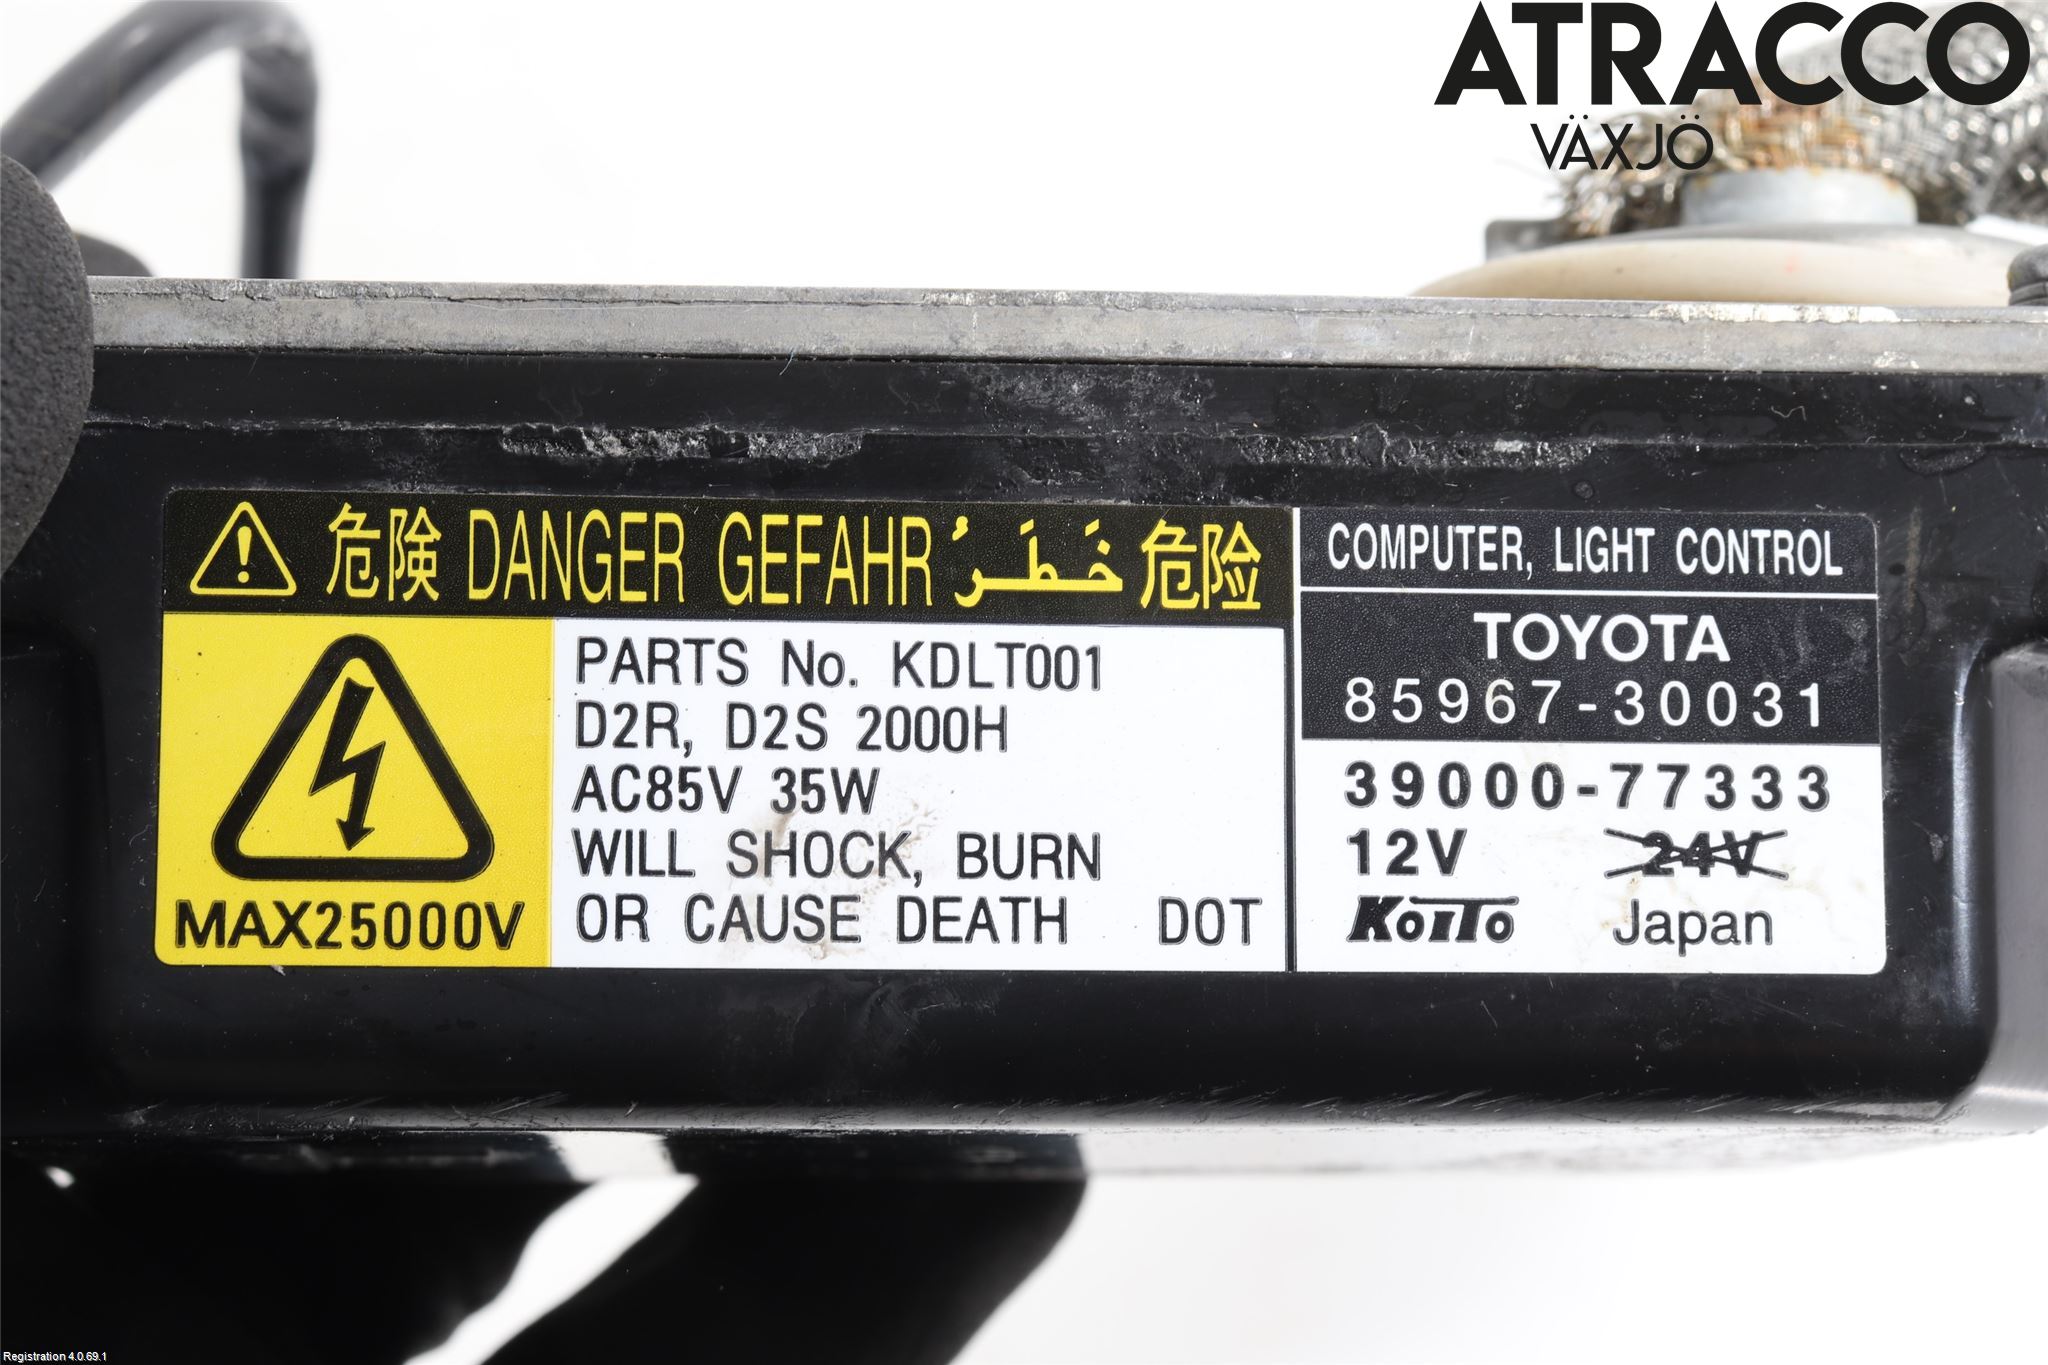 ATRACCO
VÄXJÖ
危険 DANGER GEFAHR خَطَرُ 危险
MAX25000V
PARTS No. KDLT001
D2R, D2S 2000H
AC85V 35W
WILL SHOCK, BURN
OR CAUSE DEATH DOT
COMPUTER, LIGHT CONTROL
TOYOTA
85967-30031
39000-77333
12V 24V
KOITO Japan
Registration 4.0.69.1